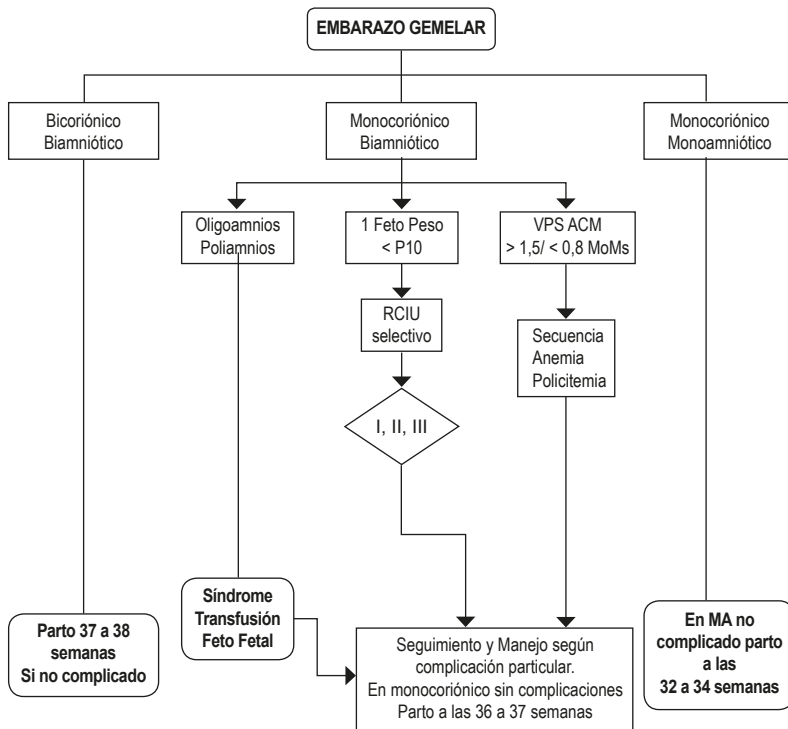 EMBARAZO GEMELAR
Bicoriónico
Biamniótico
Monocoriónico
Biamniótico
Monocoriónico
Monoamniótico
Oligoamnios
Poliamnios
1 Feto Peso
< P10
VPS ACM
> 1,5/ < 0,8 MoMs
RCIU
selectivo
Secuencia
Anemia
Policitemia
I, II, III
Síndrome
Transfusión
Feto Fetal
Parto 37 a 38
semanas
Si no complicado
Seguimiento y Manejo según
complicación particular.
En monocoriónico sin complicaciones
Parto a las 36 a 37 semanas
En MA no
complicado parto
a las
32 a 34 semanas